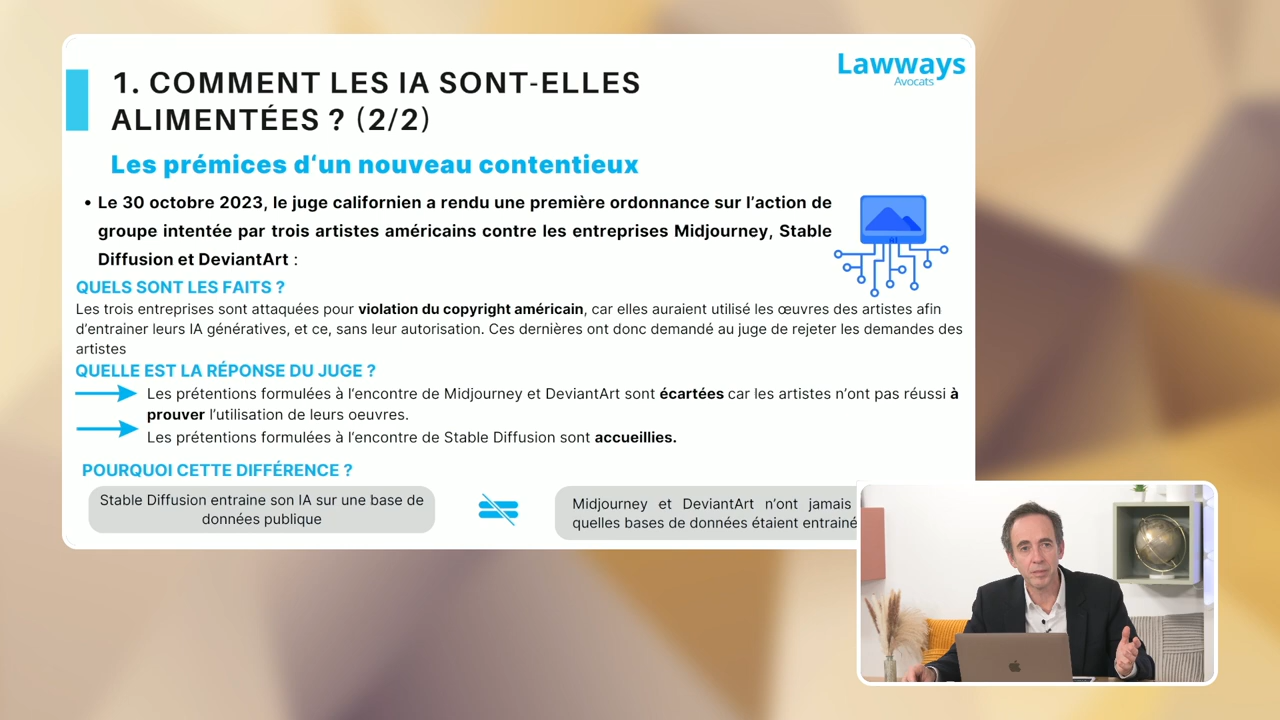 Lawways
Avocats
1. COMMENT LES IA SONT-ELLES
ALIMENTÉES ? (2/2)
Les prémices d‘un nouveau contentieux
• Le 30 octobre 2023, le juge californien a rendu une première ordonnance sur l’action de
groupe intentée par trois artistes américains contre les entreprises Midjourney, Stable
Diffusion et DeviantArt :
QUELS SONT LES FAITS ?
Les trois entreprises sont attaquées pour violation du copyright américain, car elles auraient utilisé les œuvres des artistes afin
d’entrainer leurs IA génératives, et ce, sans leur autorisation. Ces dernières ont donc demandé au juge de rejeter les demandes des
artistes
QUELLE EST LA RÉPONSE DU JUGE ?
Les prétentions formulées à l‘encontre de Midjourney et DeviantArt sont écartées car les artistes n‘ont pas réussi à
prouver l’utilisation de leurs oeuvres.
Les prétentions formulées à l‘encontre de Stable Diffusion sont accueillies.
POURQUOI CETTE DIFFÉRENCE ?
Stable Diffusion entraine son IA sur une base de
données publique
Midjourney et DeviantArt n’ont jamais
quelles bases de données étaient entrainé